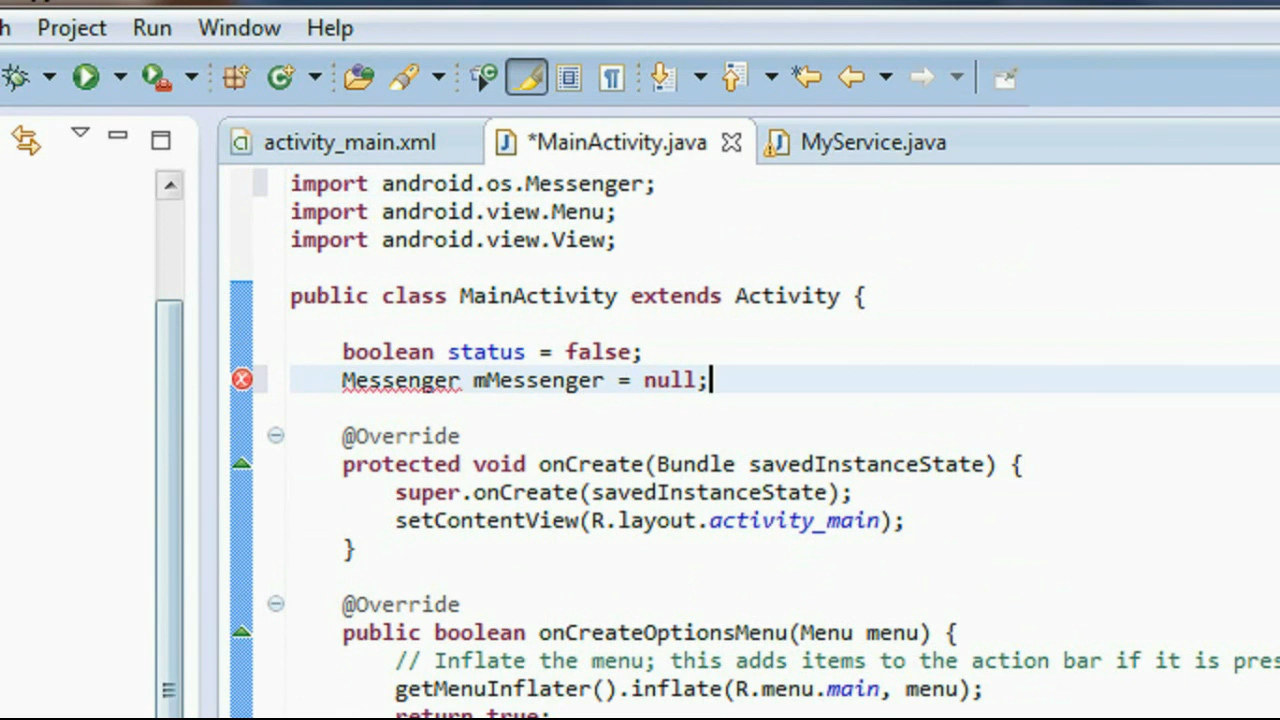 Project Run Window Help
activity_main.xml *MainActivity.java MyService.java
import android.os.Messenger;
import android.view.Menu;
import android.view.View;
public class MainActivity extends Activity {
boolean status = false;
Messenger mMessenger = null;
@Override
protected void onCreate(Bundle savedInstanceState) {
super.onCreate(savedInstanceState);
setContentView(R.layout.activity_main);
}
@Override
public boolean onCreateOptionsMenu(Menu menu) {
// Inflate the menu; this adds items to the action bar if it is pres
getMenuInflater().inflate(R.menu.main, menu);
return true;